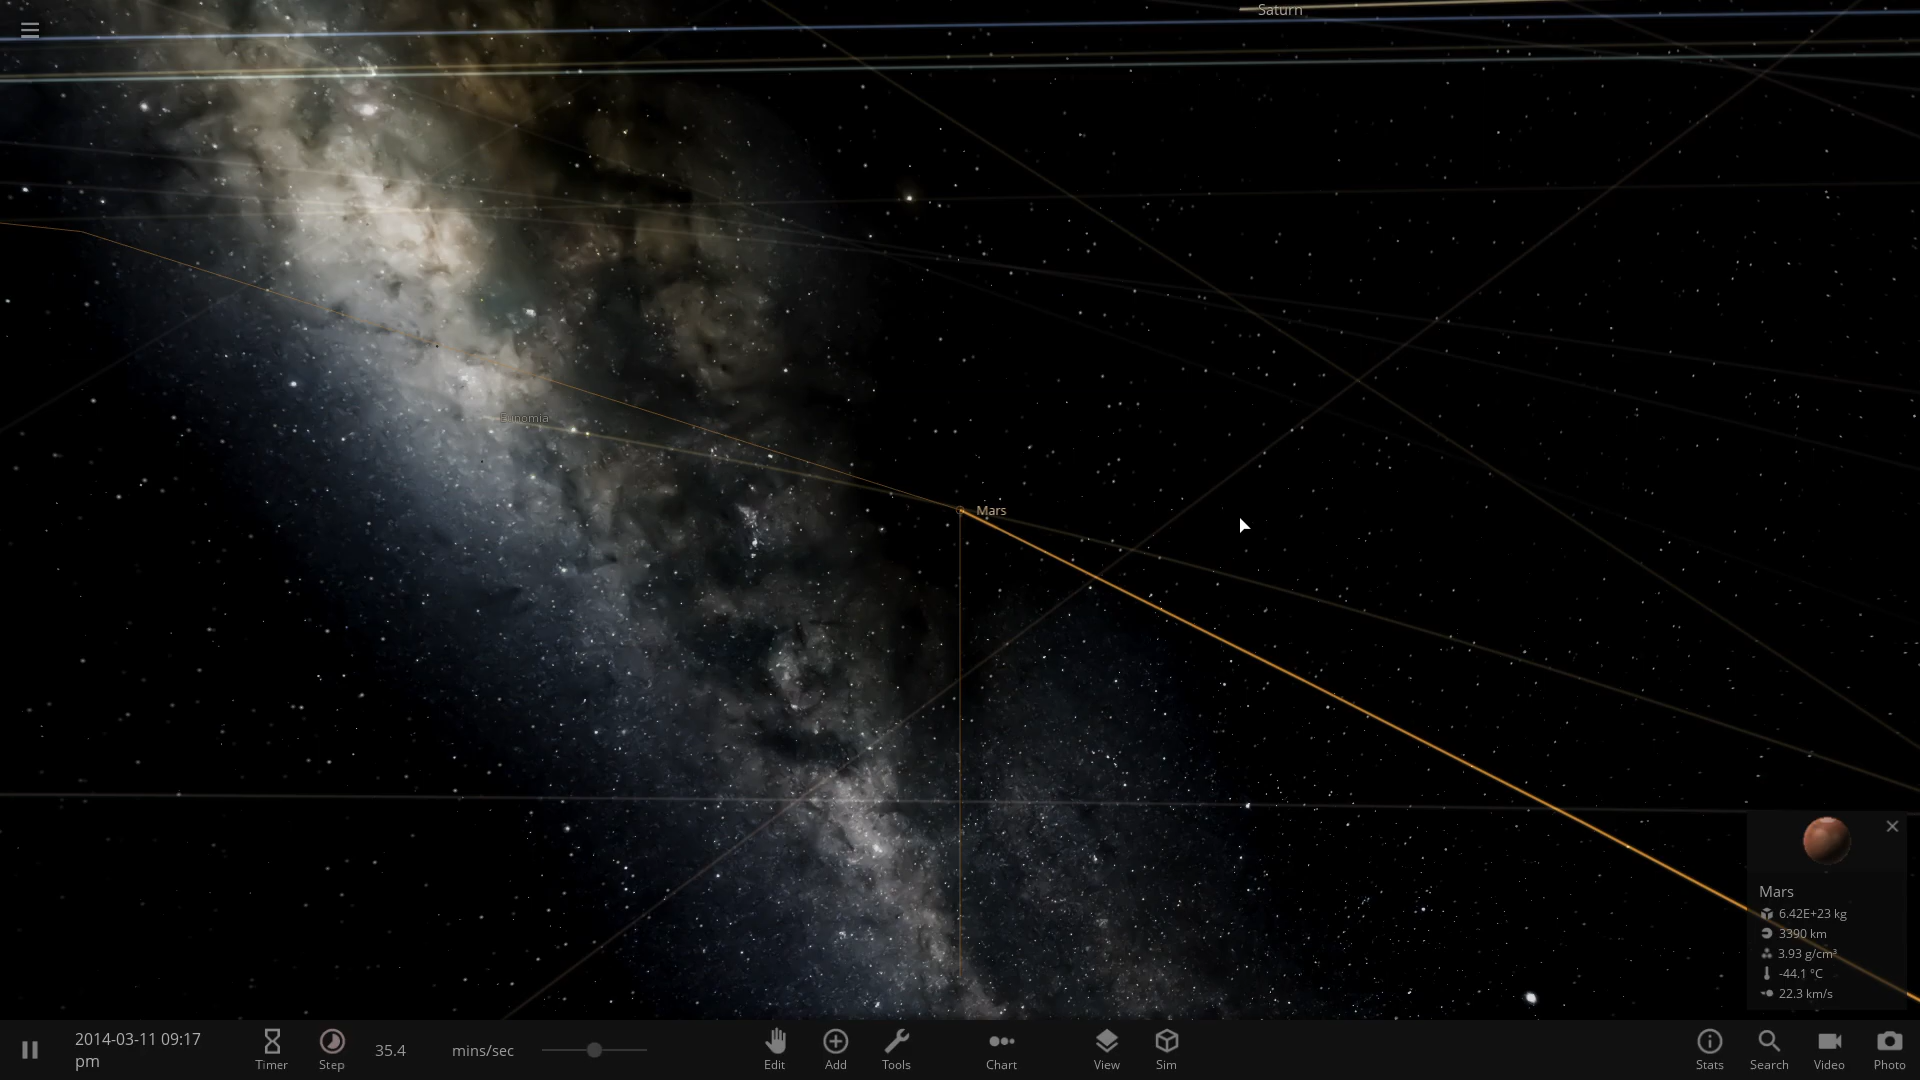 Saturn
Eunomia
Mars
Mars
6.42E+23 kg
3390 km
3.93 g/cm³
-44.1 °C
22.3 km/s
2014-03-11 09:17
pm
Timer
Step
35.4
mins/sec
Edit
Add
Tools
Chart
View
Sim
Stats
Search
Video
Photo